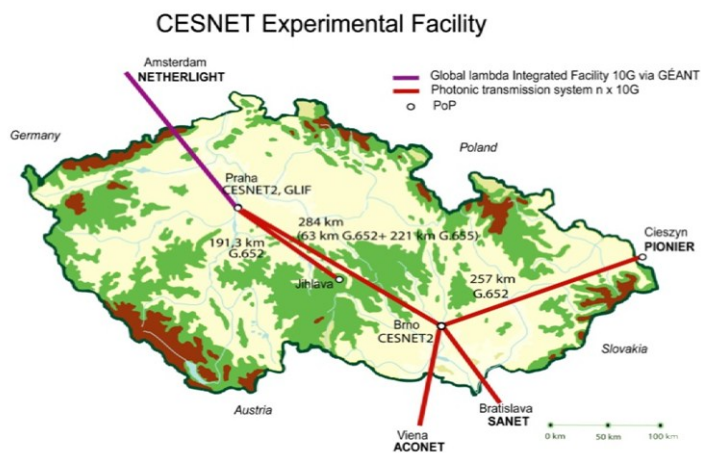 CESNET Experimental Facility
Amsterdam
NETHERLIGHT
Global lambda Integrated Facility 10G via GÉANT
Photonic transmission system n x 10G
PoP
Germany
Poland
Praha
CESNET2, GLIF
284 km
(63 km G.652+ 221 km G.655)
191,3 km
G.652
Jihlava
Cieszyn
PIONIER
257 km
G.652
Brno
CESNET2
Slovakia
Austria
Bratislava
SANET
Viena
ACONET
0 km
50 km
100 km